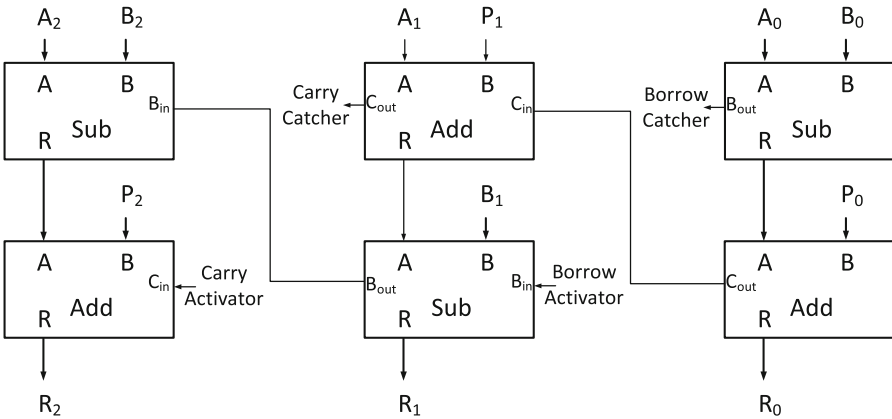 A₂ B₂ A₁ P₁ A₀ B₀
A B A B A B
Bᵢₙ Carry Catcher Cₒᵤₜ Cᵢₙ Borrow Catcher Bₒᵤₜ
Sub Add Sub
R R R
P₂ B₁ P₀
A B A B A B
Cᵢₙ Carry Activator Bₒᵤₜ Bᵢₙ Borrow Activator Cₒᵤₜ
Add Sub Add
R R R
R₂ R₁ R₀